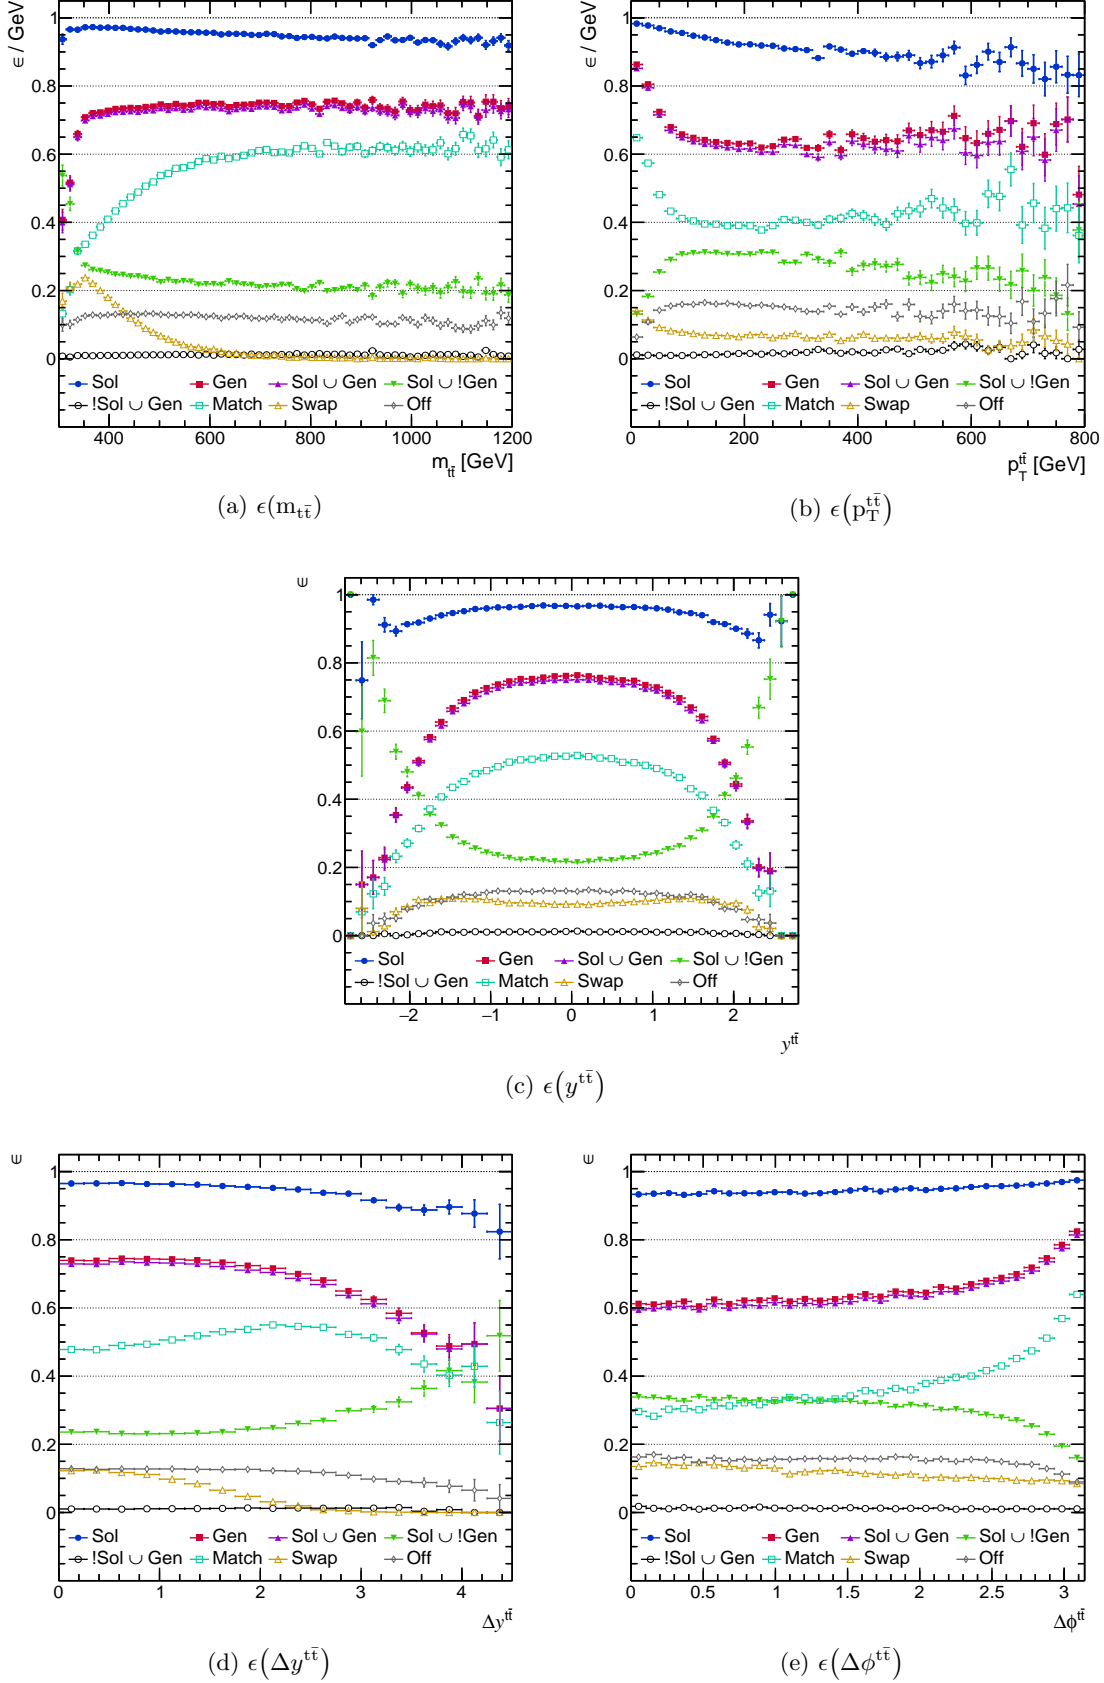 ϵ / GeV
1
0.8
0.6
0.4
0.2
0
Sol Gen Sol ∪ Gen Sol ∪ !Gen
!Sol ∪ Gen Match Swap Off
400 600 800 1000 1200
m_{tt̄} [GeV]
(a) ϵ(m_{tt̄})
ϵ / GeV
1
0.8
0.6
0.4
0.2
0
Sol Gen Sol ∪ Gen Sol ∪ !Gen
!Sol ∪ Gen Match Swap Off
0 200 400 600 800
p_T^{tt̄} [GeV]
(b) ϵ(p_T^{tt̄})
ϵ
1
0.8
0.6
0.4
0.2
0
Sol Gen Sol ∪ Gen Sol ∪ !Gen
!Sol ∪ Gen Match Swap Off
−2 −1 0 1 2
y^{tt̄}
(c) ϵ(y^{tt̄})
ϵ
1
0.8
0.6
0.4
0.2
0
Sol Gen Sol ∪ Gen Sol ∪ !Gen
!Sol ∪ Gen Match Swap Off
0 1 2 3 4
Δy^{tt̄}
(d) ϵ(Δy^{tt̄})
ϵ
1
0.8
0.6
0.4
0.2
0
Sol Gen Sol ∪ Gen Sol ∪ !Gen
!Sol ∪ Gen Match Swap Off
0 0.5 1 1.5 2 2.5 3
Δϕ^{tt̄}
(e) ϵ(Δϕ^{tt̄})